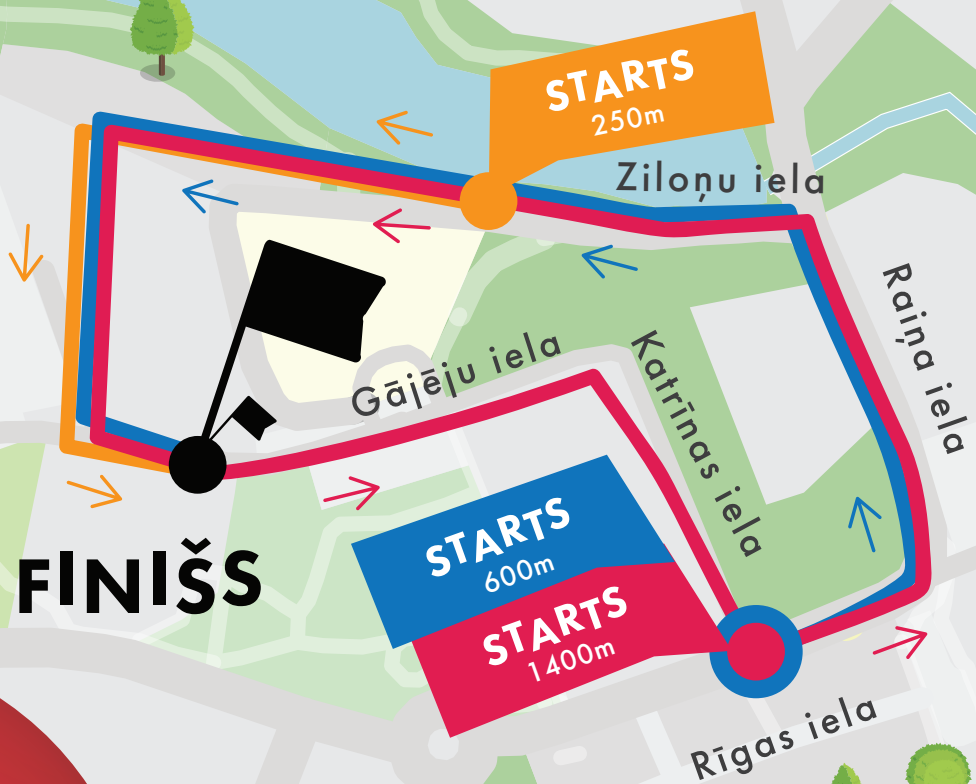 STARTS
250m
Ziloņu iela
Raiņa iela
Gājēju iela
Katrīnas iela
STARTS
600m
FINIŠS
STARTS
1400m
Rīgas iela